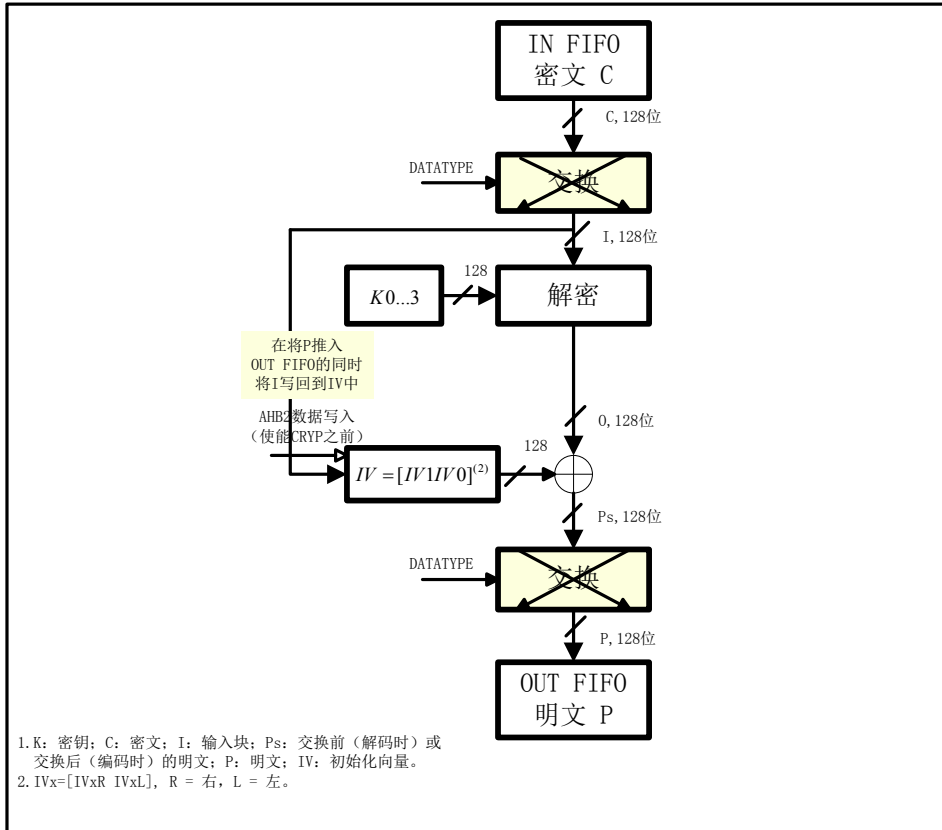 IN FIFO
密文 C
C,128位
DATATYPE
交换
I,128位
128
K0...3
解密
在将P推入
OUT FIFO的同时
将I写回到IV中
AHB2数据写入
（使能CRYP之前）
O,128位
128
IV=[IV1IV0]⁽²⁾
Ps,128位
DATATYPE
交换
P,128位
OUT FIFO
明文 P
1.K：密钥；C：密文；I：输入块；Ps：交换前（解码时）或
交换后（编码时）的明文；P：明文；IV：初始化向量。
2.IVx=[IVxR IVxL], R = 右，L = 左。